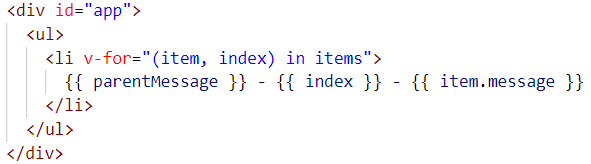 <div id="app">
  <ul>
    <li v-for="(item, index) in items">
      {{ parentMessage }} - {{ index }} - {{ item.message }}
    </li>
  </ul>
</div>